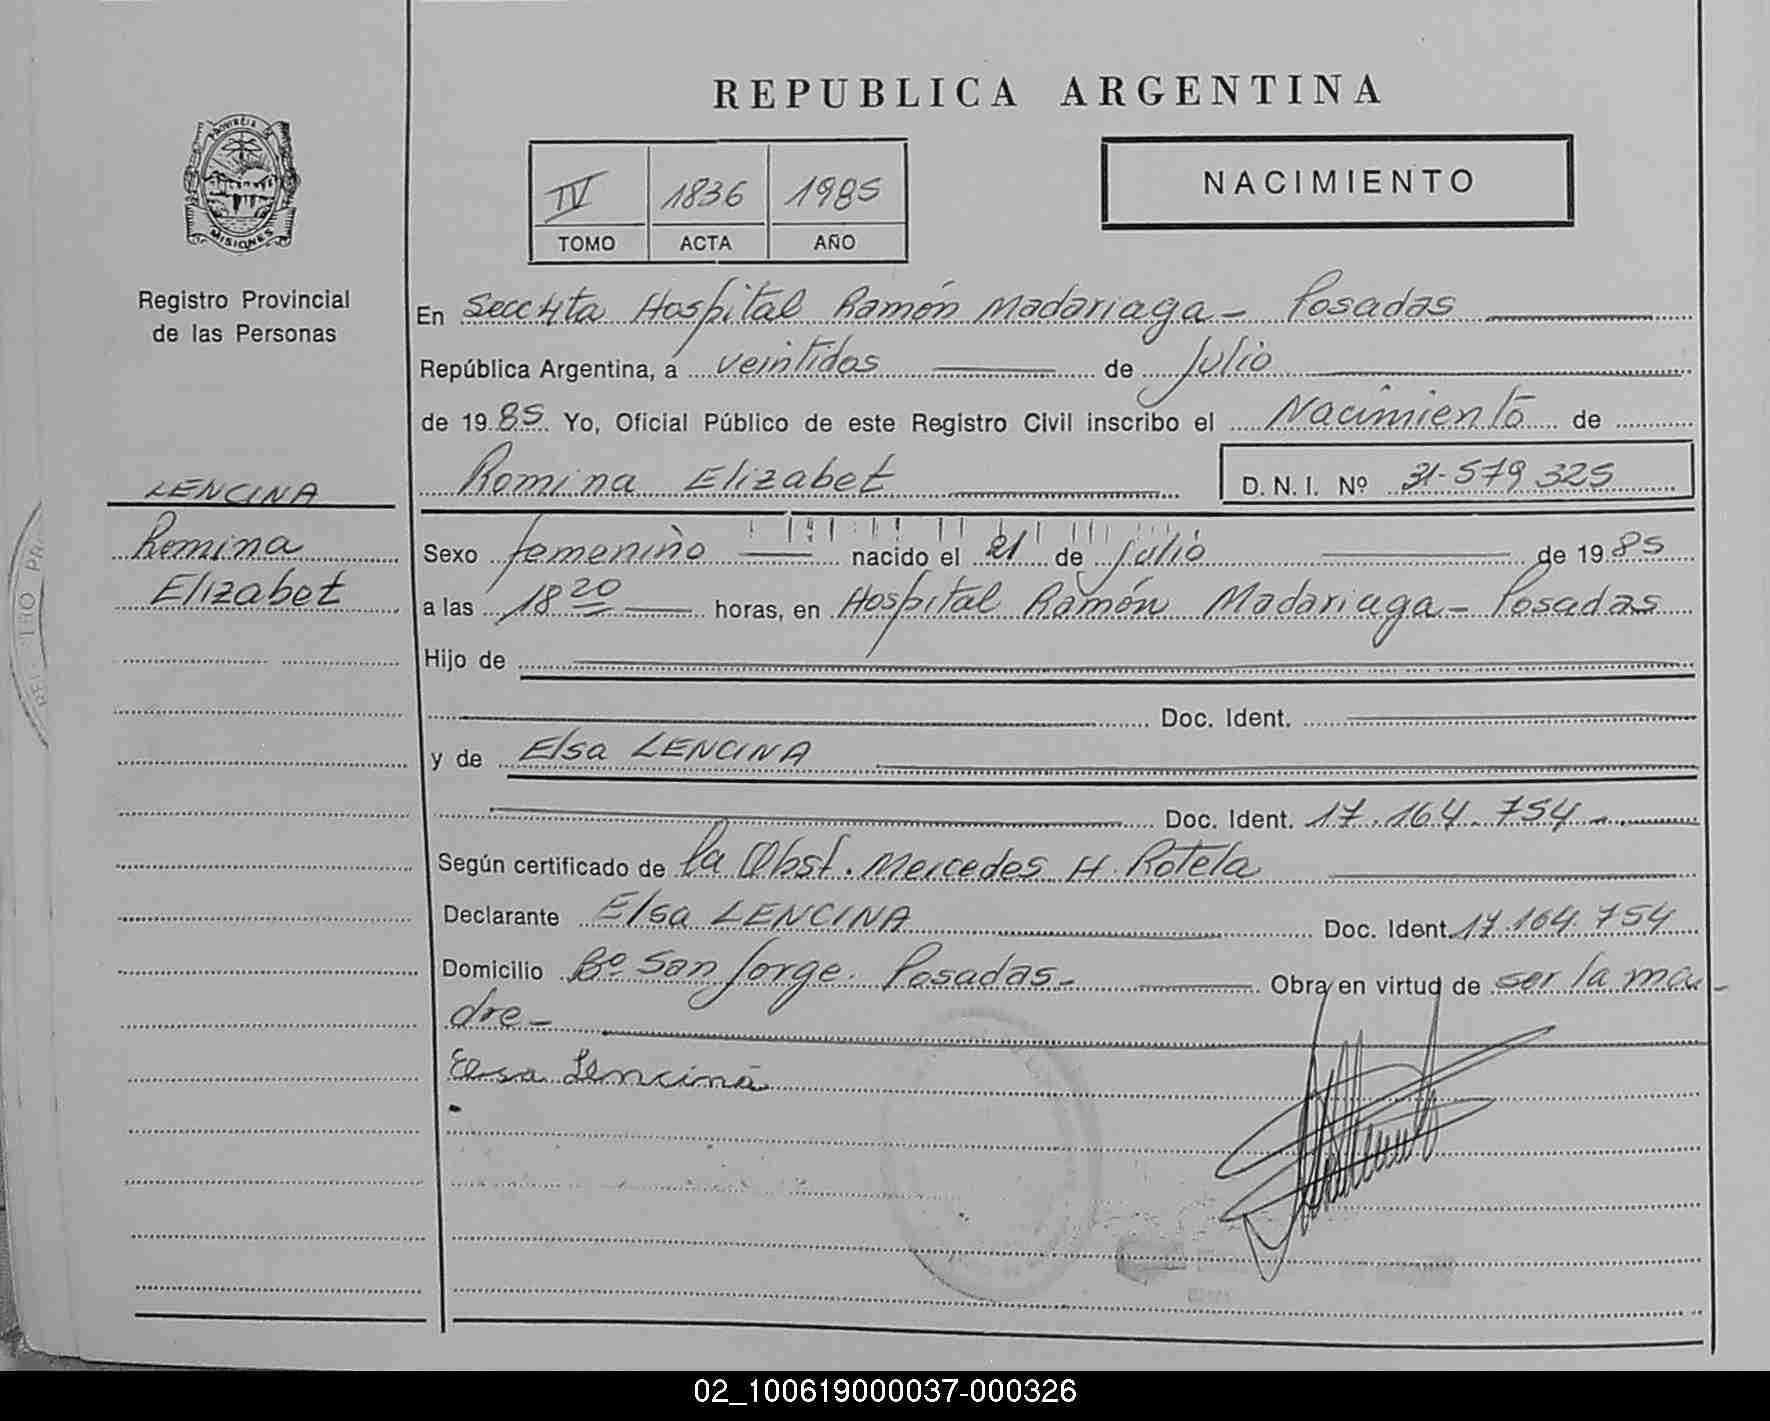 REPUBLICA ARGENTINA
PROVINCIA DE
MISIONES
IV 1836 1985
TOMO ACTA AÑO
NACIMIENTO
Registro Provincial
de las Personas
En Secc 4ta Hospital Ramón Madariaga - Posadas
República Argentina, a veintidos de Julio
de 1985 Yo, Oficial Público de este Registro Civil inscribo el Nacimiento de
Romina Elizabet D. N. I. Nº 31.579.325
LENCINA
Romina
Elizabet
Sexo femenino nacido el 21 de julio de 1985
a las 18 20 horas, en Hospital Ramón Madariaga - Posadas
Hijo de
Doc. Ident.
y de Elsa LENCINA
Doc. Ident. 17.164.754
Según certificado de la Obst. Mercedes H. Rotela
Declarante Elsa LENCINA Doc. Ident. 17.164.754
Domicilio Bº San Jorge. Posadas - Obra en virtud de ser la ma-
dre -
Elsa Lencina
02_100619000037-000326